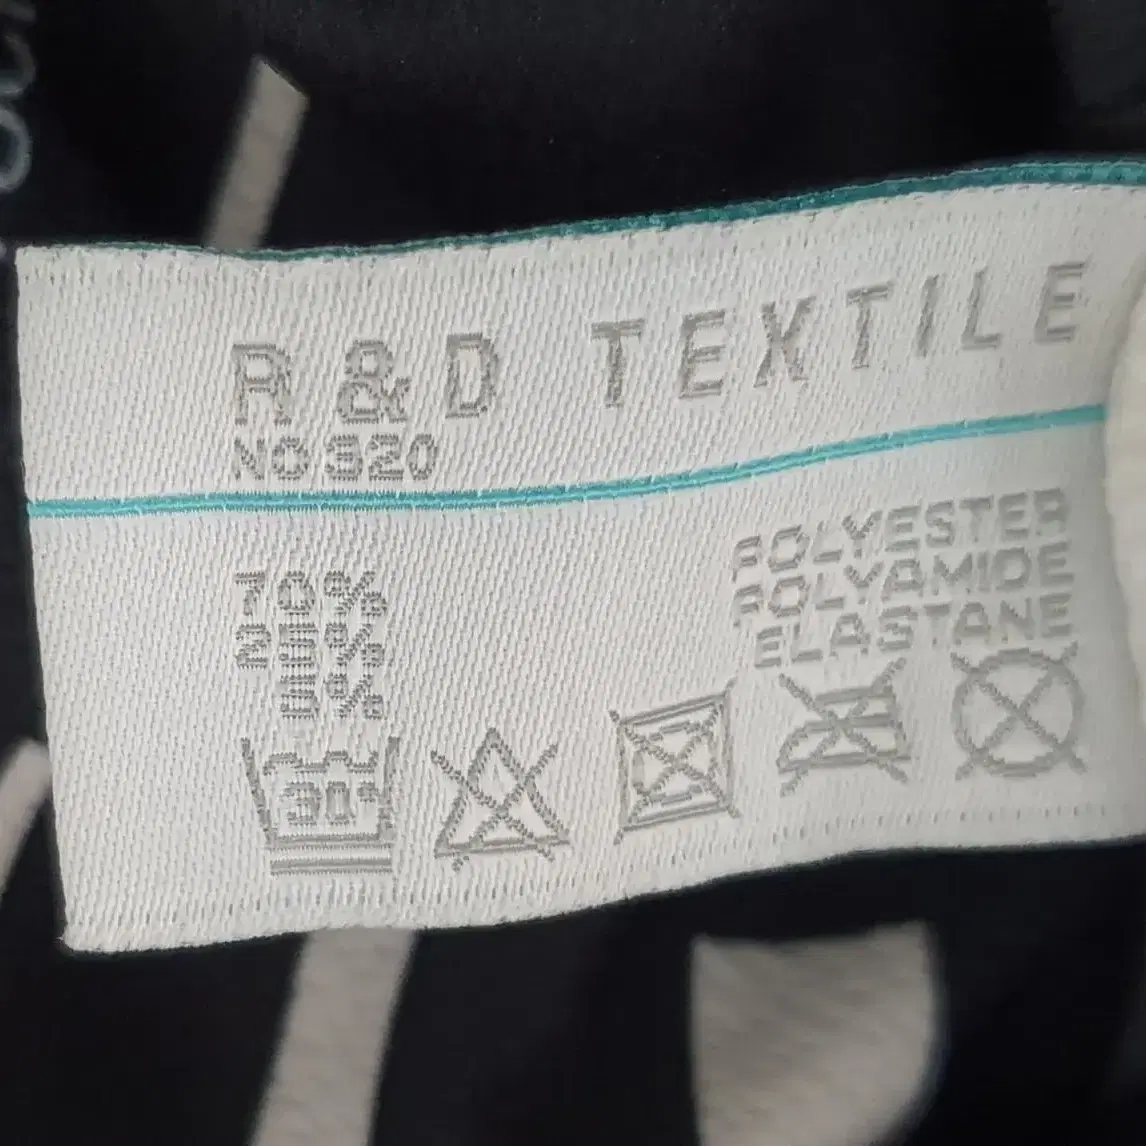 R & D TEXTILE
NO 320
70% POLYESTER
25% POLYAMIDE
5% ELASTANE
30°